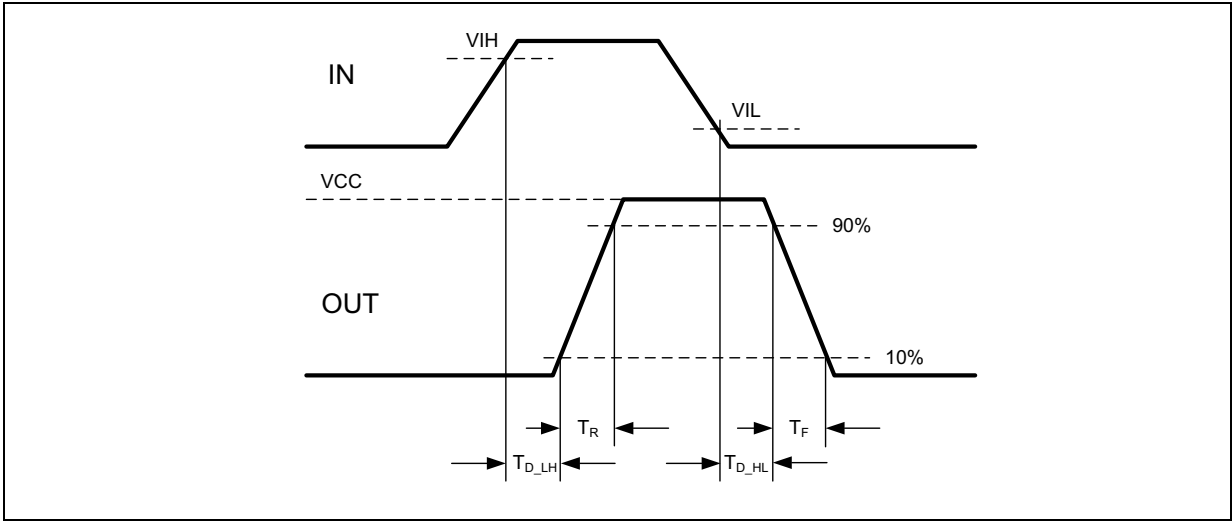 VIH
IN
VIL
VCC
90%
OUT
10%
TR TF
TD_LH TD_HL